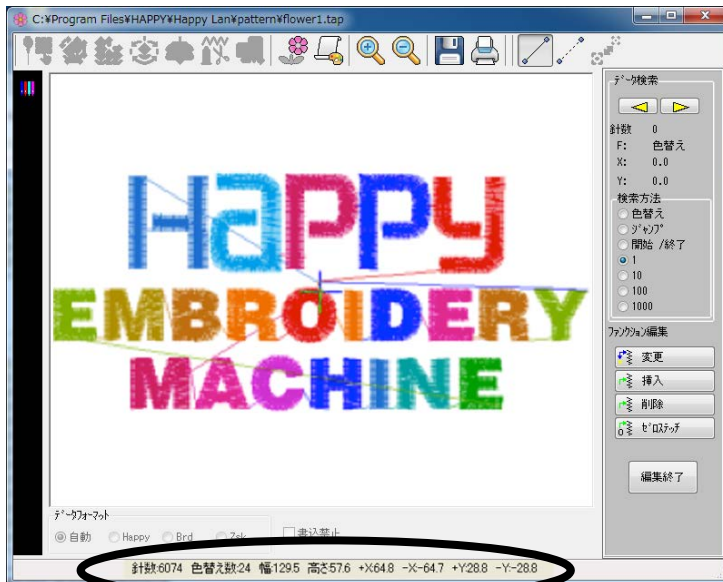 C:¥Program Files¥HAPPY¥Happy Lan¥pattern¥flower1.tap
データ検索
針数 0
F: 色替え
X: 0.0
Y: 0.0
検索方法
色替え
ジャンプ
開始 /終了
1
10
100
1000
ファンクション編集
変更
挿入
削除
ゼロステッチ
編集終了
HaPPy
EMBROIDERY
MACHINE
データフォーマット
自動 Happy Brd Zsk
書込禁止
針数:6074 色替え数:24 幅:129.5 高さ:57.6 +X:64.8 -X:-64.7 +Y:28.8 -Y:-28.8